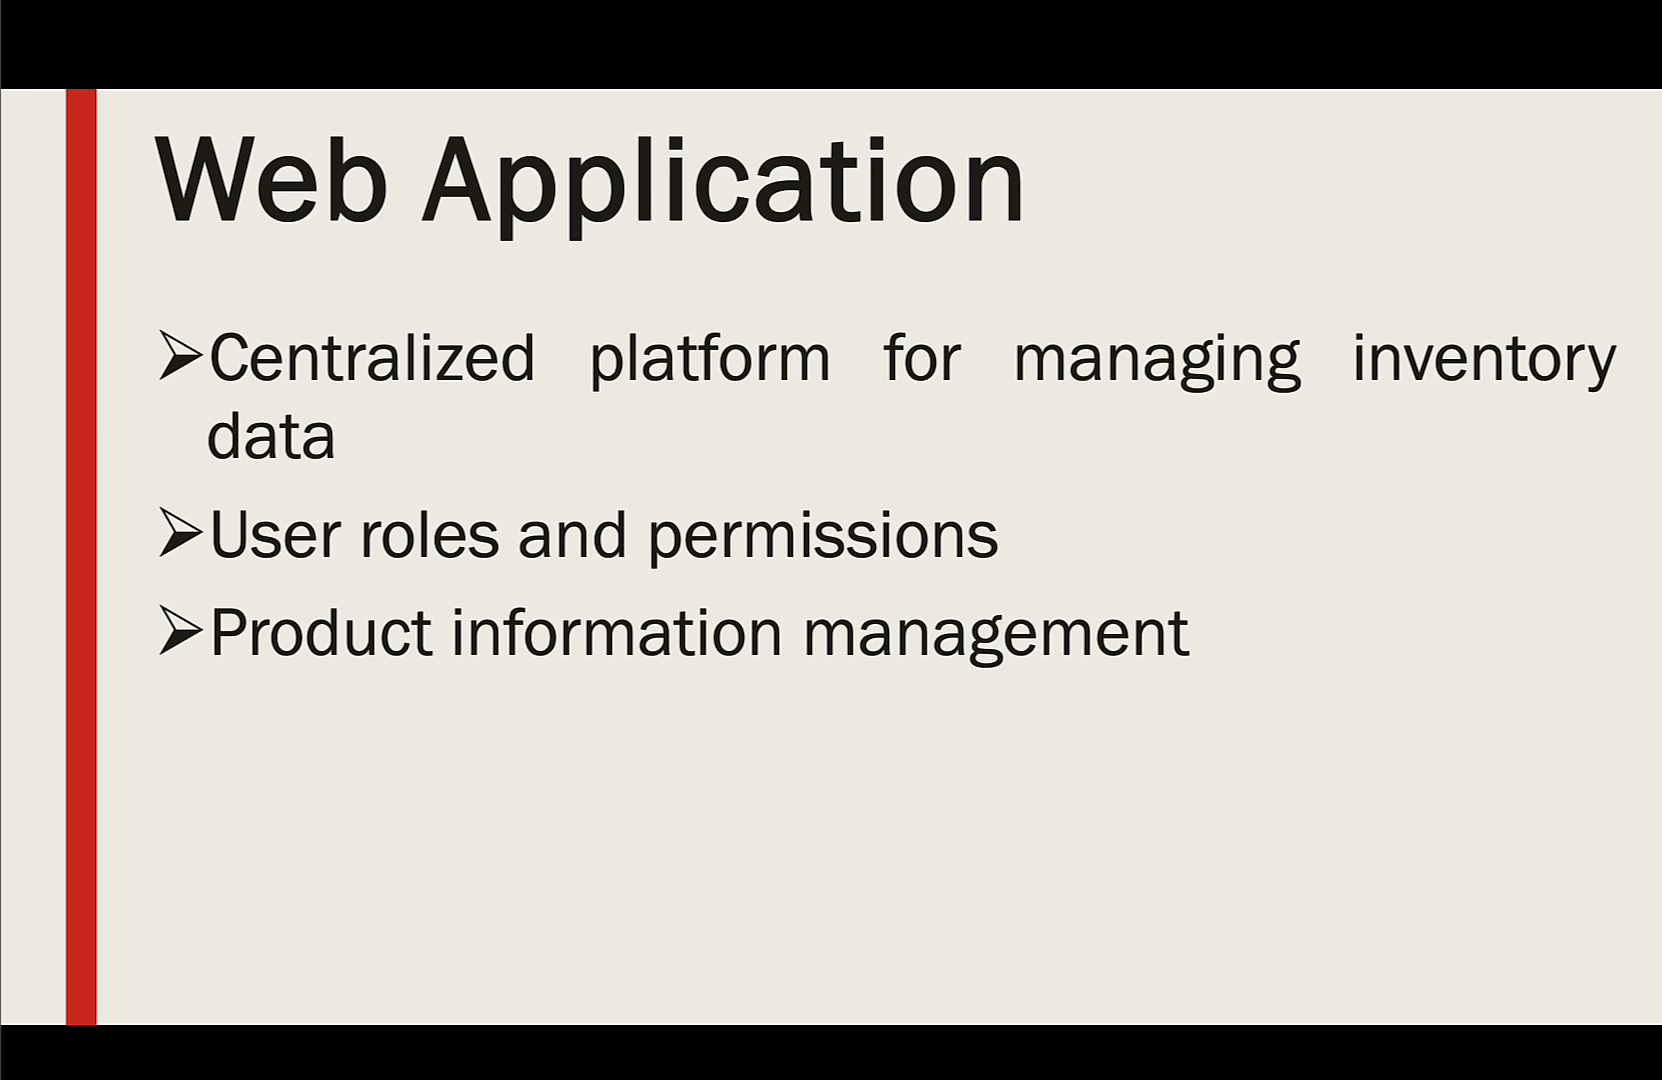 Web Application
➢Centralized platform for managing inventory
data
➢User roles and permissions
➢Product information management